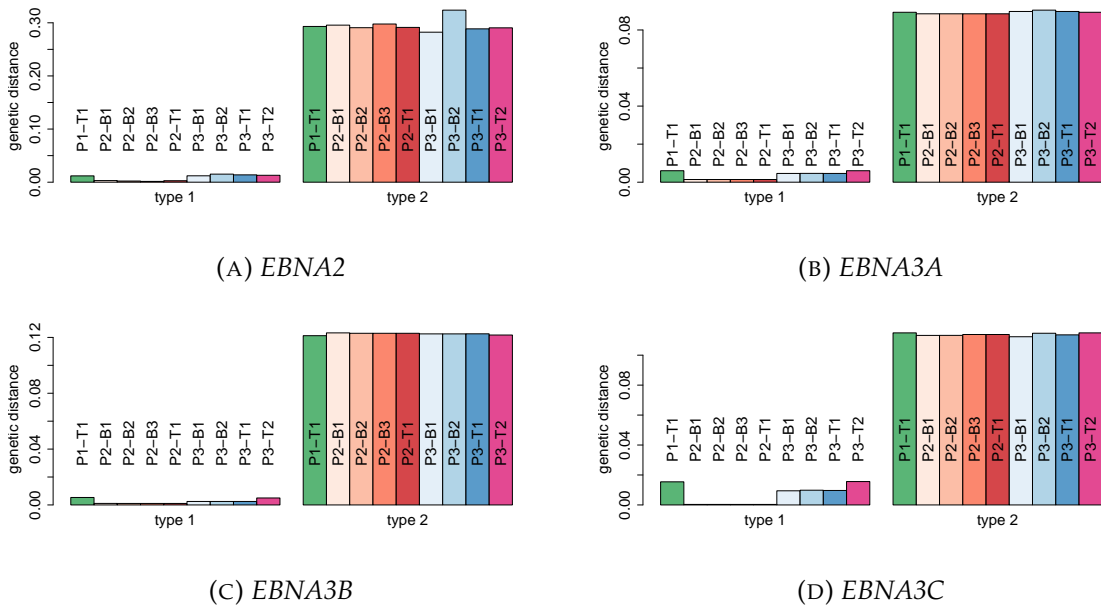 genetic distance
0.00
0.10
0.20
0.30
P1−T1
P2−B1
P2−B2
P2−B3
P2−T1
P3−B1
P3−B2
P3−T1
P3−T2
P1−T1
P2−B1
P2−B2
P2−B3
P2−T1
P3−B1
P3−B2
P3−T1
P3−T2
type 1
type 2
(A) EBNA2
genetic distance
0.00
0.04
0.08
P1−T1
P2−B1
P2−B2
P2−B3
P2−T1
P3−B1
P3−B2
P3−T1
P3−T2
P1−T1
P2−B1
P2−B2
P2−B3
P2−T1
P3−B1
P3−B2
P3−T1
P3−T2
type 1
type 2
(B) EBNA3A
genetic distance
0.00
0.04
0.08
0.12
P1−T1
P2−B1
P2−B2
P2−B3
P2−T1
P3−B1
P3−B2
P3−T1
P3−T2
P1−T1
P2−B1
P2−B2
P2−B3
P2−T1
P3−B1
P3−B2
P3−T1
P3−T2
type 1
type 2
(C) EBNA3B
genetic distance
0.00
0.04
0.08
P1−T1
P2−B1
P2−B2
P2−B3
P2−T1
P3−B1
P3−B2
P3−T1
P3−T2
P1−T1
P2−B1
P2−B2
P2−B3
P2−T1
P3−B1
P3−B2
P3−T1
P3−T2
type 1
type 2
(D) EBNA3C